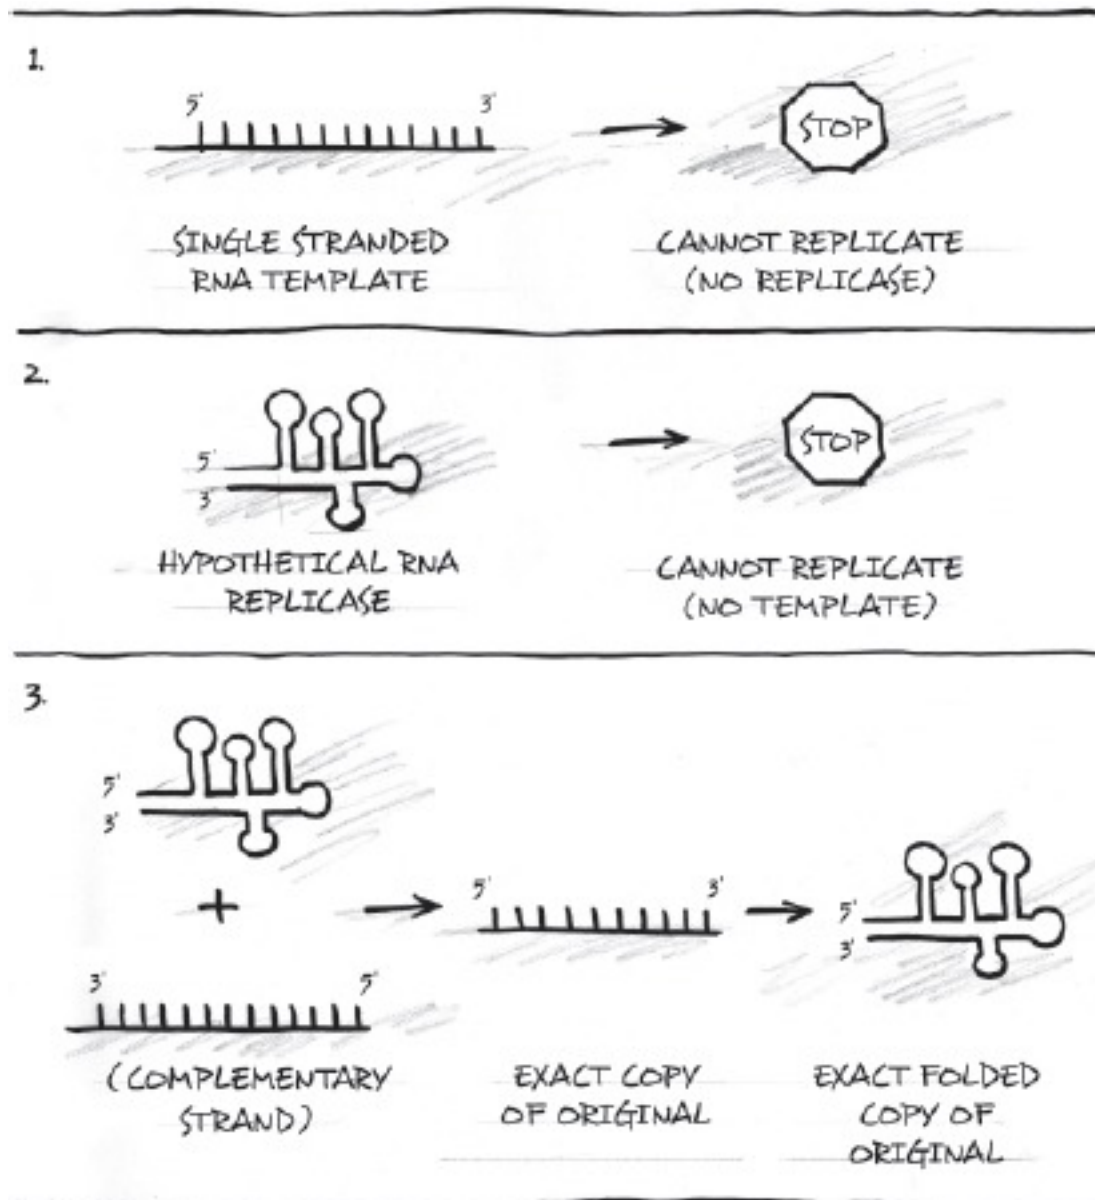 1.
5' 3'
STOP
SINGLE STRANDED
RNA TEMPLATE
CANNOT REPLICATE
(NO REPLICASE)
2.
5'
3'
STOP
HYPOTHETICAL RNA
REPLICASE
CANNOT REPLICATE
(NO TEMPLATE)
3.
5'
3'
+
3' 5'
(COMPLEMENTARY
STRAND)
5' 3'
EXACT COPY
OF ORIGINAL
5'
3'
EXACT FOLDED
COPY OF
ORIGINAL